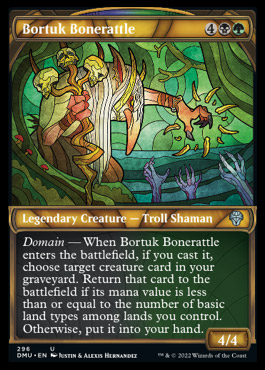 Bortuk Bonerattle 4
Legendary Creature — Troll Shaman
Domain — When Bortuk Bonerattle
enters the battlefield, if you cast it,
choose target creature card in your
graveyard. Return that card to the
battlefield if its mana value is less
than or equal to the number of basic
land types among lands you control.
Otherwise, put it into your hand.
4/4
296 U
DMU • EN Justin & Alexis Hernandez ™ & © 2022 Wizards of the Coast